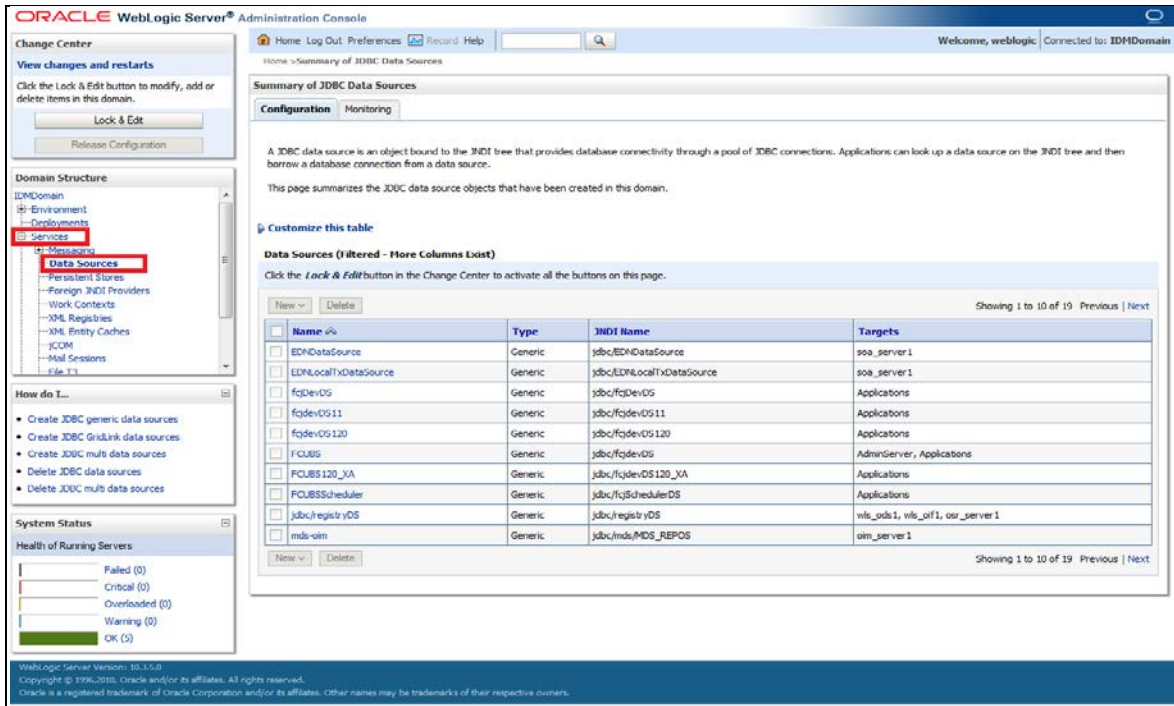 ORACLE WebLogic Server® Administration Console
Change Center
View changes and restarts
Click the Lock & Edit button to modify, add or
delete items in this domain.
Lock & Edit
Release Configuration
Domain Structure
IDMDomain
Environment
Deployments
Services
Messaging
Data Sources
Persistent Stores
Foreign JNDI Providers
Work Contexts
XML Registries
XML Entity Caches
jCOM
Mail Sessions
File T3
How do I...
Create JDBC generic data sources
Create JDBC GridLink data sources
Create JDBC multi data sources
Delete JDBC data sources
Delete JDBC multi data sources
System Status
Health of Running Servers
Failed (0)
Critical (0)
Overloaded (0)
Warning (0)
OK (5)
Home Log Out Preferences Record Help
Welcome, weblogic Connected to: IDMDomain
Home >Summary of JDBC Data Sources
Summary of JDBC Data Sources
Configuration Monitoring
A JDBC data source is an object bound to the JNDI tree that provides database connectivity through a pool of JDBC connections. Applications can look up a data source on the JNDI tree and then
borrow a database connection from a data source.
This page summarizes the JDBC data source objects that have been created in this domain.
Customize this table
Data Sources (Filtered - More Columns Exist)
Click the Lock & Edit button in the Change Center to activate all the buttons on this page.
New Delete Showing 1 to 10 of 19 Previous | Next
Name Type JNDI Name Targets
EDNDataSource Generic jdbc/EDNDataSource soa_server1
EDNLocalTxDataSource Generic jdbc/EDNLocalTxDataSource soa_server1
fcjDevDS Generic jdbc/fcjDevDS Applications
fcjdevDS11 Generic jdbc/fcjdevDS11 Applications
fcjdevDS120 Generic jdbc/fcjdevDS120 Applications
FCUBS Generic jdbc/fcjdevDS AdminServer, Applications
FCUBS120_XA Generic jdbc/fcjdevDS120_XA Applications
FCUBSScheduler Generic jdbc/fcjSchedulerDS Applications
jdbc/registryDS Generic jdbc/registryDS wls_ods1, wls_oif1, osr_server1
mds-oim Generic jdbc/mds/MDS_REPOS oim_server1
New Delete Showing 1 to 10 of 19 Previous | Next
WebLogic Server Version: 10.3.5.0
Copyright © 1996,2010, Oracle and/or its affiliates. All rights reserved.
Oracle is a registered trademark of Oracle Corporation and/or its affiliates. Other names may be trademarks of their respective owners.